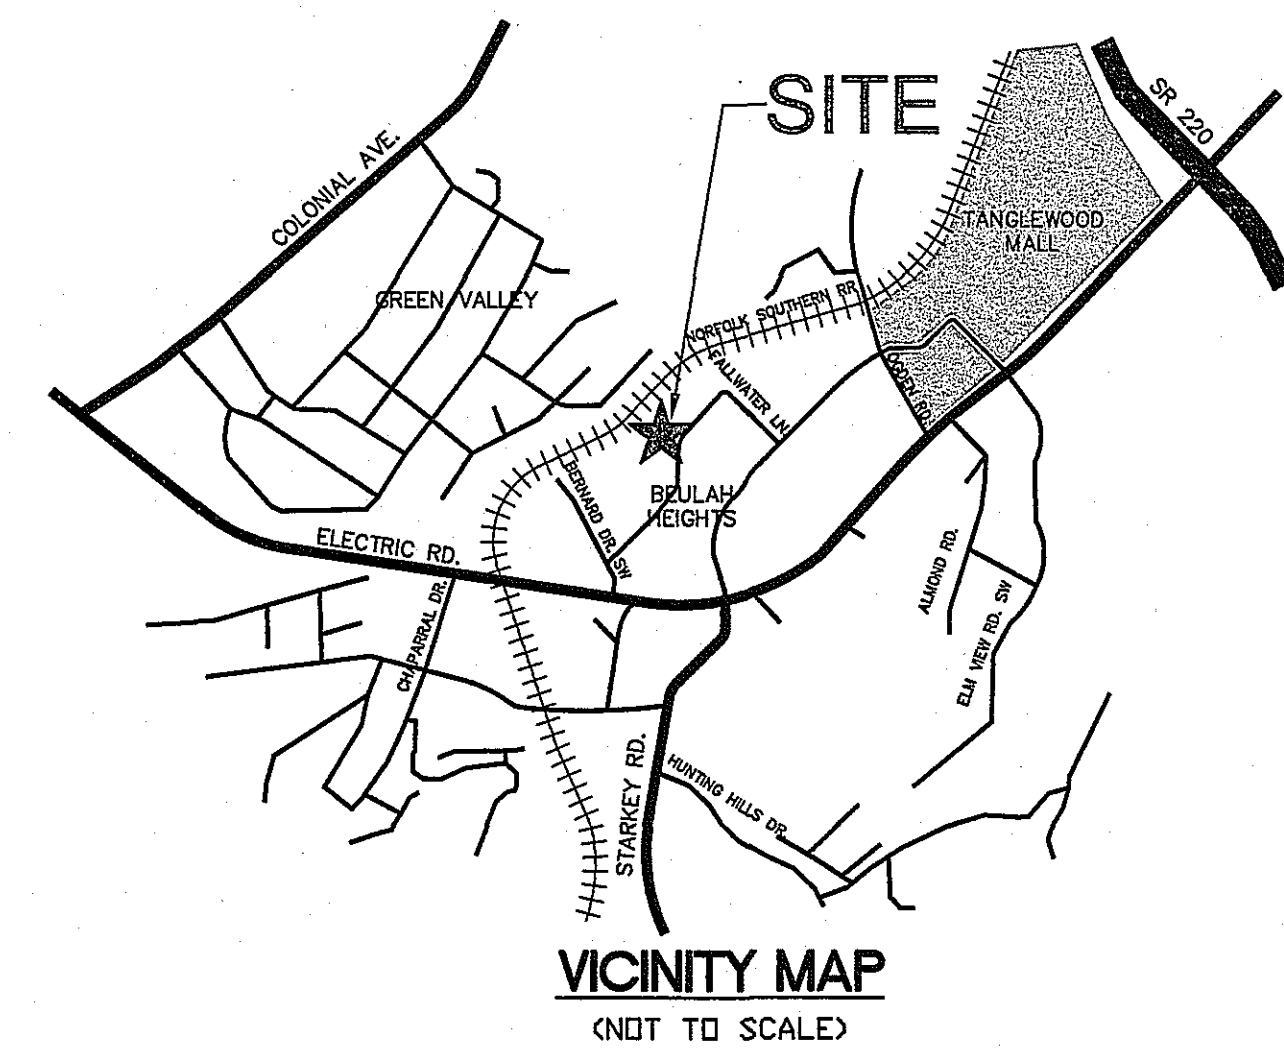 SITE
SR 220
COLONIAL AVE.
TANGLEWOOD
MALL
GREEN VALLEY
NORFOLK SOUTHERN RR
FALLWATER LN
OGDEN RD.
BERNARD DR. SW
BEULAH
HEIGHTS
ELECTRIC RD.
CHAPARRAL DR.
ALMOND RD.
ELM VIEW RD. SW
STARKEY RD.
HUNTING HILLS DR.
VICINITY MAP
(NOT TO SCALE)